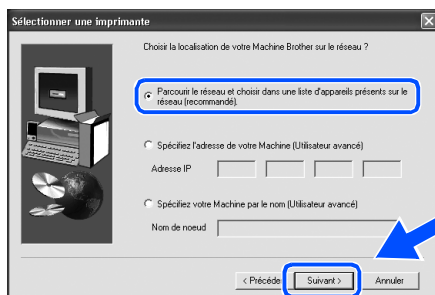 Sélectionner une imprimante
Choisir la localisation de votre Machine Brother sur le réseau ?
Parcourir le réseau et choisir dans une liste d'appareils présents sur le
réseau (recommandé).
Spécifiez l'adresse de votre Machine (Utilisateur avancé)
Adresse IP
Spécifiez votre Machine par le nom (Utilisateur avancé)
Nom de noeud
< Précéde Suivant > Annuler